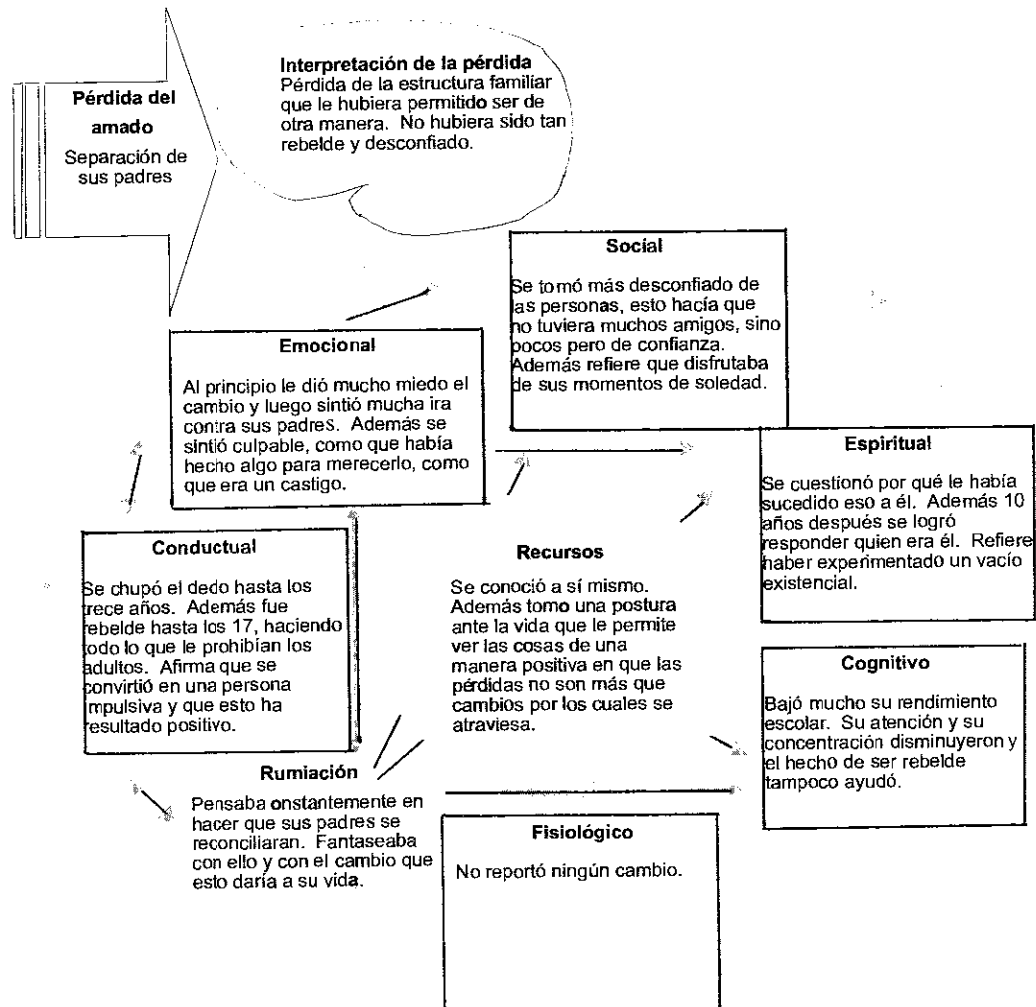 Pérdida del
amado
Separación de
sus padres
Interpretación de la pérdida
Pérdida de la estructura familiar
que le hubiera permitido ser de
otra manera. No hubiera sido tan
rebelde y desconfiado.
Social
Se tomó más desconfiado de
las personas, esto hacía que
no tuviera muchos amigos, sino
pocos pero de confianza.
Además refiere que disfrutaba
de sus momentos de soledad.
Emocional
Al principio le dió mucho miedo el
cambio y luego sintió mucha ira
contra sus padres. Además se
sintió culpable, como que había
hecho algo para merecerlo, como
que era un castigo.
Espiritual
Se cuestionó por qué le había
sucedido eso a él. Además 10
años después se logró
responder quien era él. Refiere
haber experimentado un vacío
existencial.
Conductual
Se chupó el dedo hasta los
trece años. Además fue
rebelde hasta los 17, haciendo
todo lo que le prohibían los
adultos. Afirma que se
convirtió en una persona
impulsiva y que esto ha
resultado positivo.
Recursos
Se conoció a sí mismo.
Además tomo una postura
ante la vida que le permite
ver las cosas de una
manera positiva en que las
pérdidas no son más que
cambios por los cuales se
atraviesa.
Cognitivo
Bajó mucho su rendimiento
escolar. Su atención y su
concentración disminuyeron y
el hecho de ser rebelde
tampoco ayudó.
Rumiación
Pensaba onstantemente en
hacer que sus padres se
reconciliaran. Fantaseaba
con ello y con el cambio que
esto daría a su vida.
Fisiológico
No reportó ningún cambio.